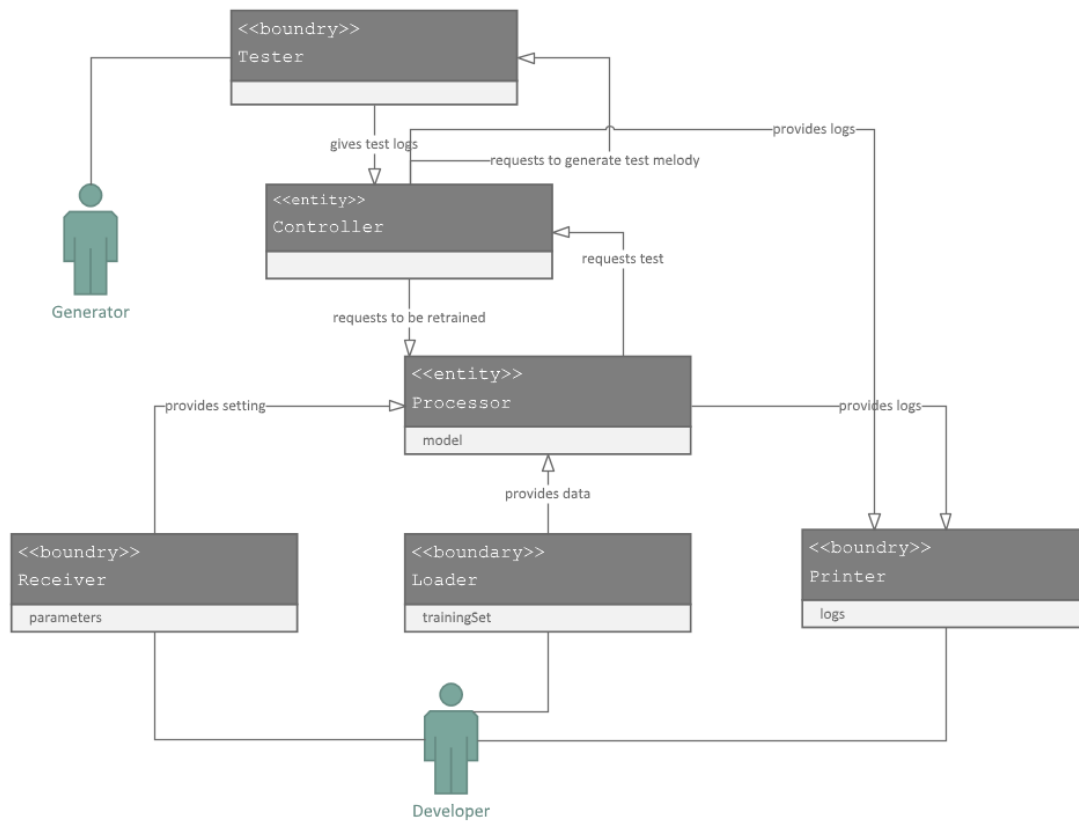 <<boundry>>
Tester
provides logs
gives test logs
requests to generate test melody
<<entity>>
Controller
requests test
Generator
requests to be retrained
<<entity>>
Processor
provides setting
provides logs
model
provides data
<<boundry>>
Receiver
parameters
<<boundary>>
Loader
trainingSet
<<boundry>>
Printer
logs
Developer